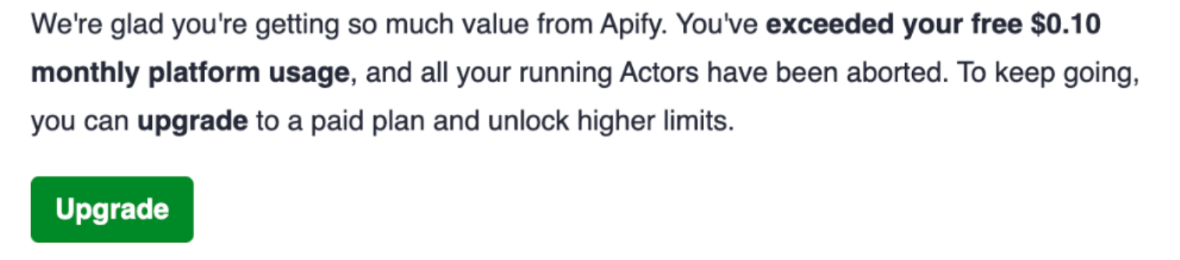 We're glad you're getting so much value from Apify. You've exceeded your free $0.10
monthly platform usage, and all your running Actors have been aborted. To keep going,
you can upgrade to a paid plan and unlock higher limits.
Upgrade